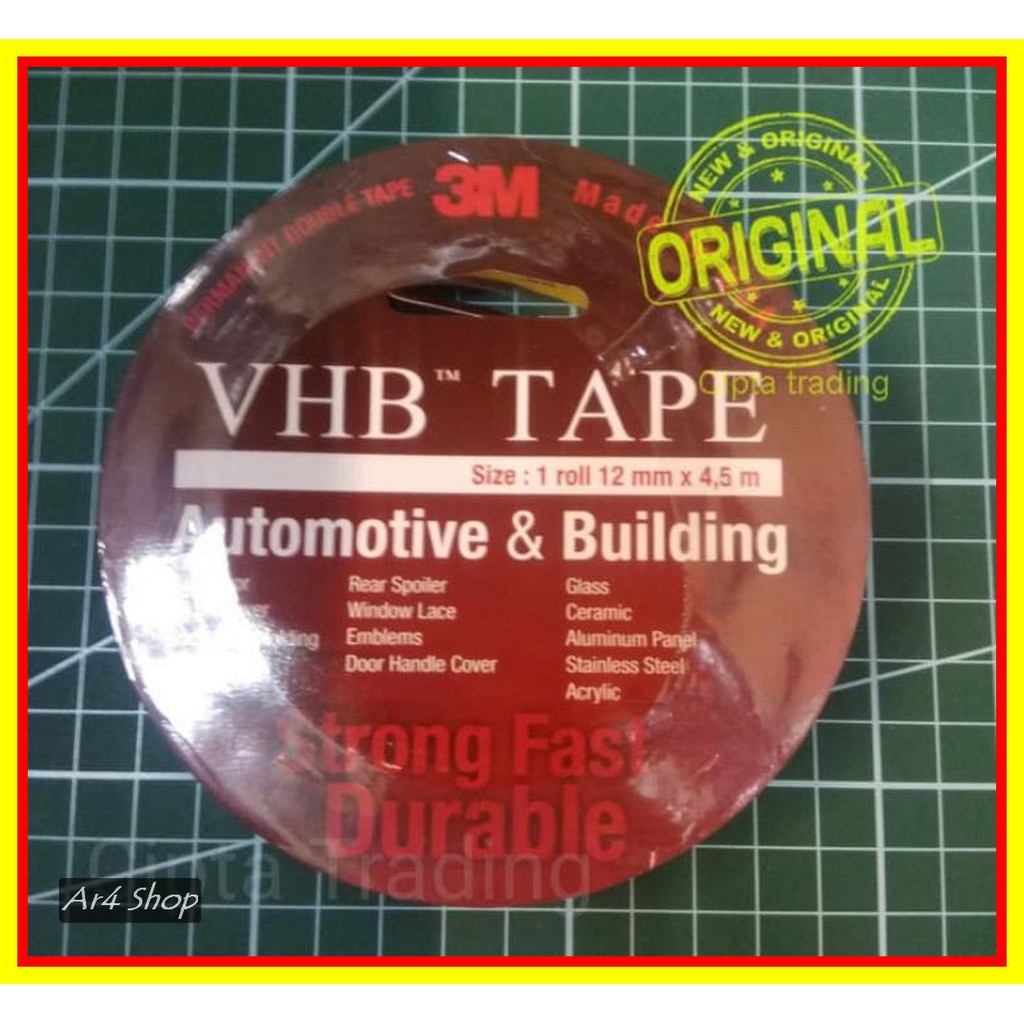 PERMANENT DOUBLE TAPE
3M
Made
NEW & ORIGINAL
ORIGINAL
NEW & ORIGINAL
Cipta trading
VHB™ TAPE
Size : 1 roll 12 mm x 4,5 m
Automotive & Building
Rear Spoiler
Window Lace
Emblems
Door Handle Cover
Glass
Ceramic
Aluminum Panel
Stainless Steel
Acrylic
Strong Fast
Durable
Cipta Trading
Ar4 Shop